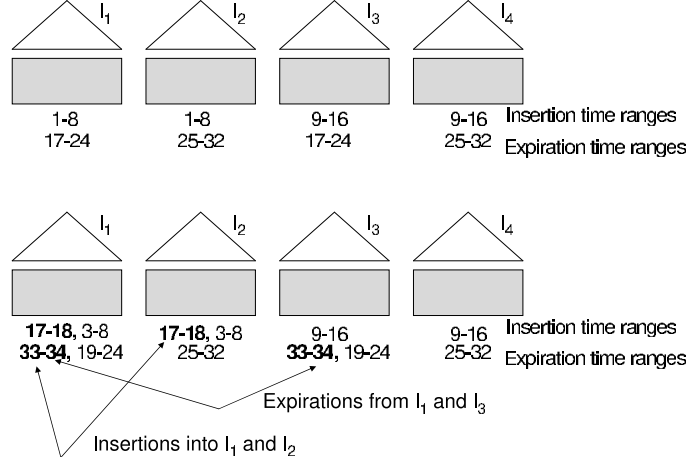 I1 I2 I3 I4
1-8 1-8 9-16 9-16 Insertion time ranges
17-24 25-32 17-24 25-32 Expiration time ranges
I1 I2 I3 I4
17-18, 3-8 17-18, 3-8 9-16 9-16 Insertion time ranges
33-34, 19-24 25-32 33-34, 19-24 25-32 Expiration time ranges
Expirations from I1 and I3
Insertions into I1 and I2